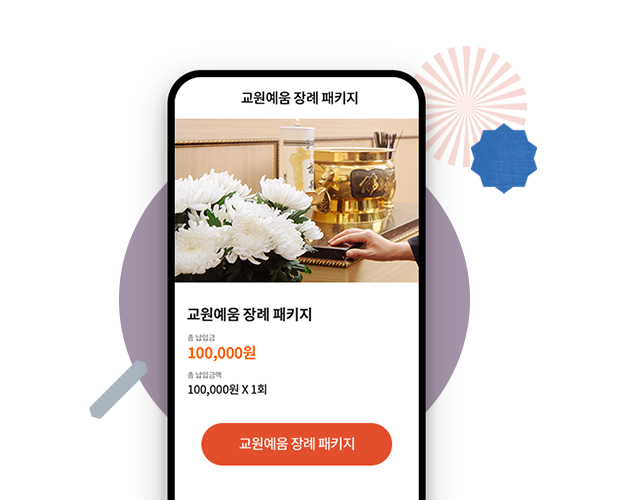 교원예움 장례 패키지
교원예움 장례 패키지
총 납입금
100,000원
총 납입금액
100,000원 X 1회
교원예움 장례 패키지